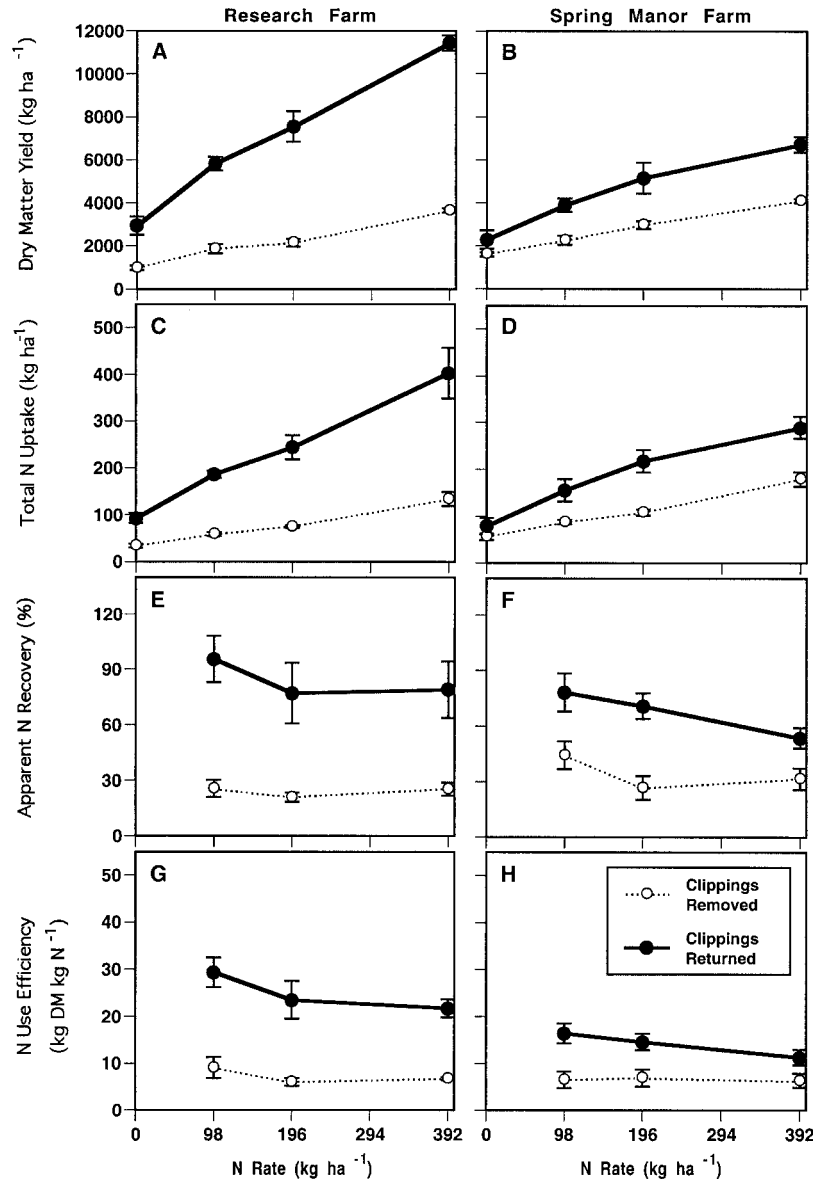 Research Farm
Spring Manor Farm
A
B
Dry Matter Yield (kg ha⁻¹)
12000
10000
8000
6000
4000
2000
0
C
D
Total N Uptake (kg ha⁻¹)
500
400
300
200
100
0
E
F
Apparent N Recovery (%)
120
90
60
30
0
G
H
N Use Efficiency
(kg DM kg N⁻¹)
50
40
30
20
10
0
Clippings
Removed
Clippings
Returned
0 98 196 294 392
0 98 196 294 392
N Rate (kg ha⁻¹)
N Rate (kg ha⁻¹)